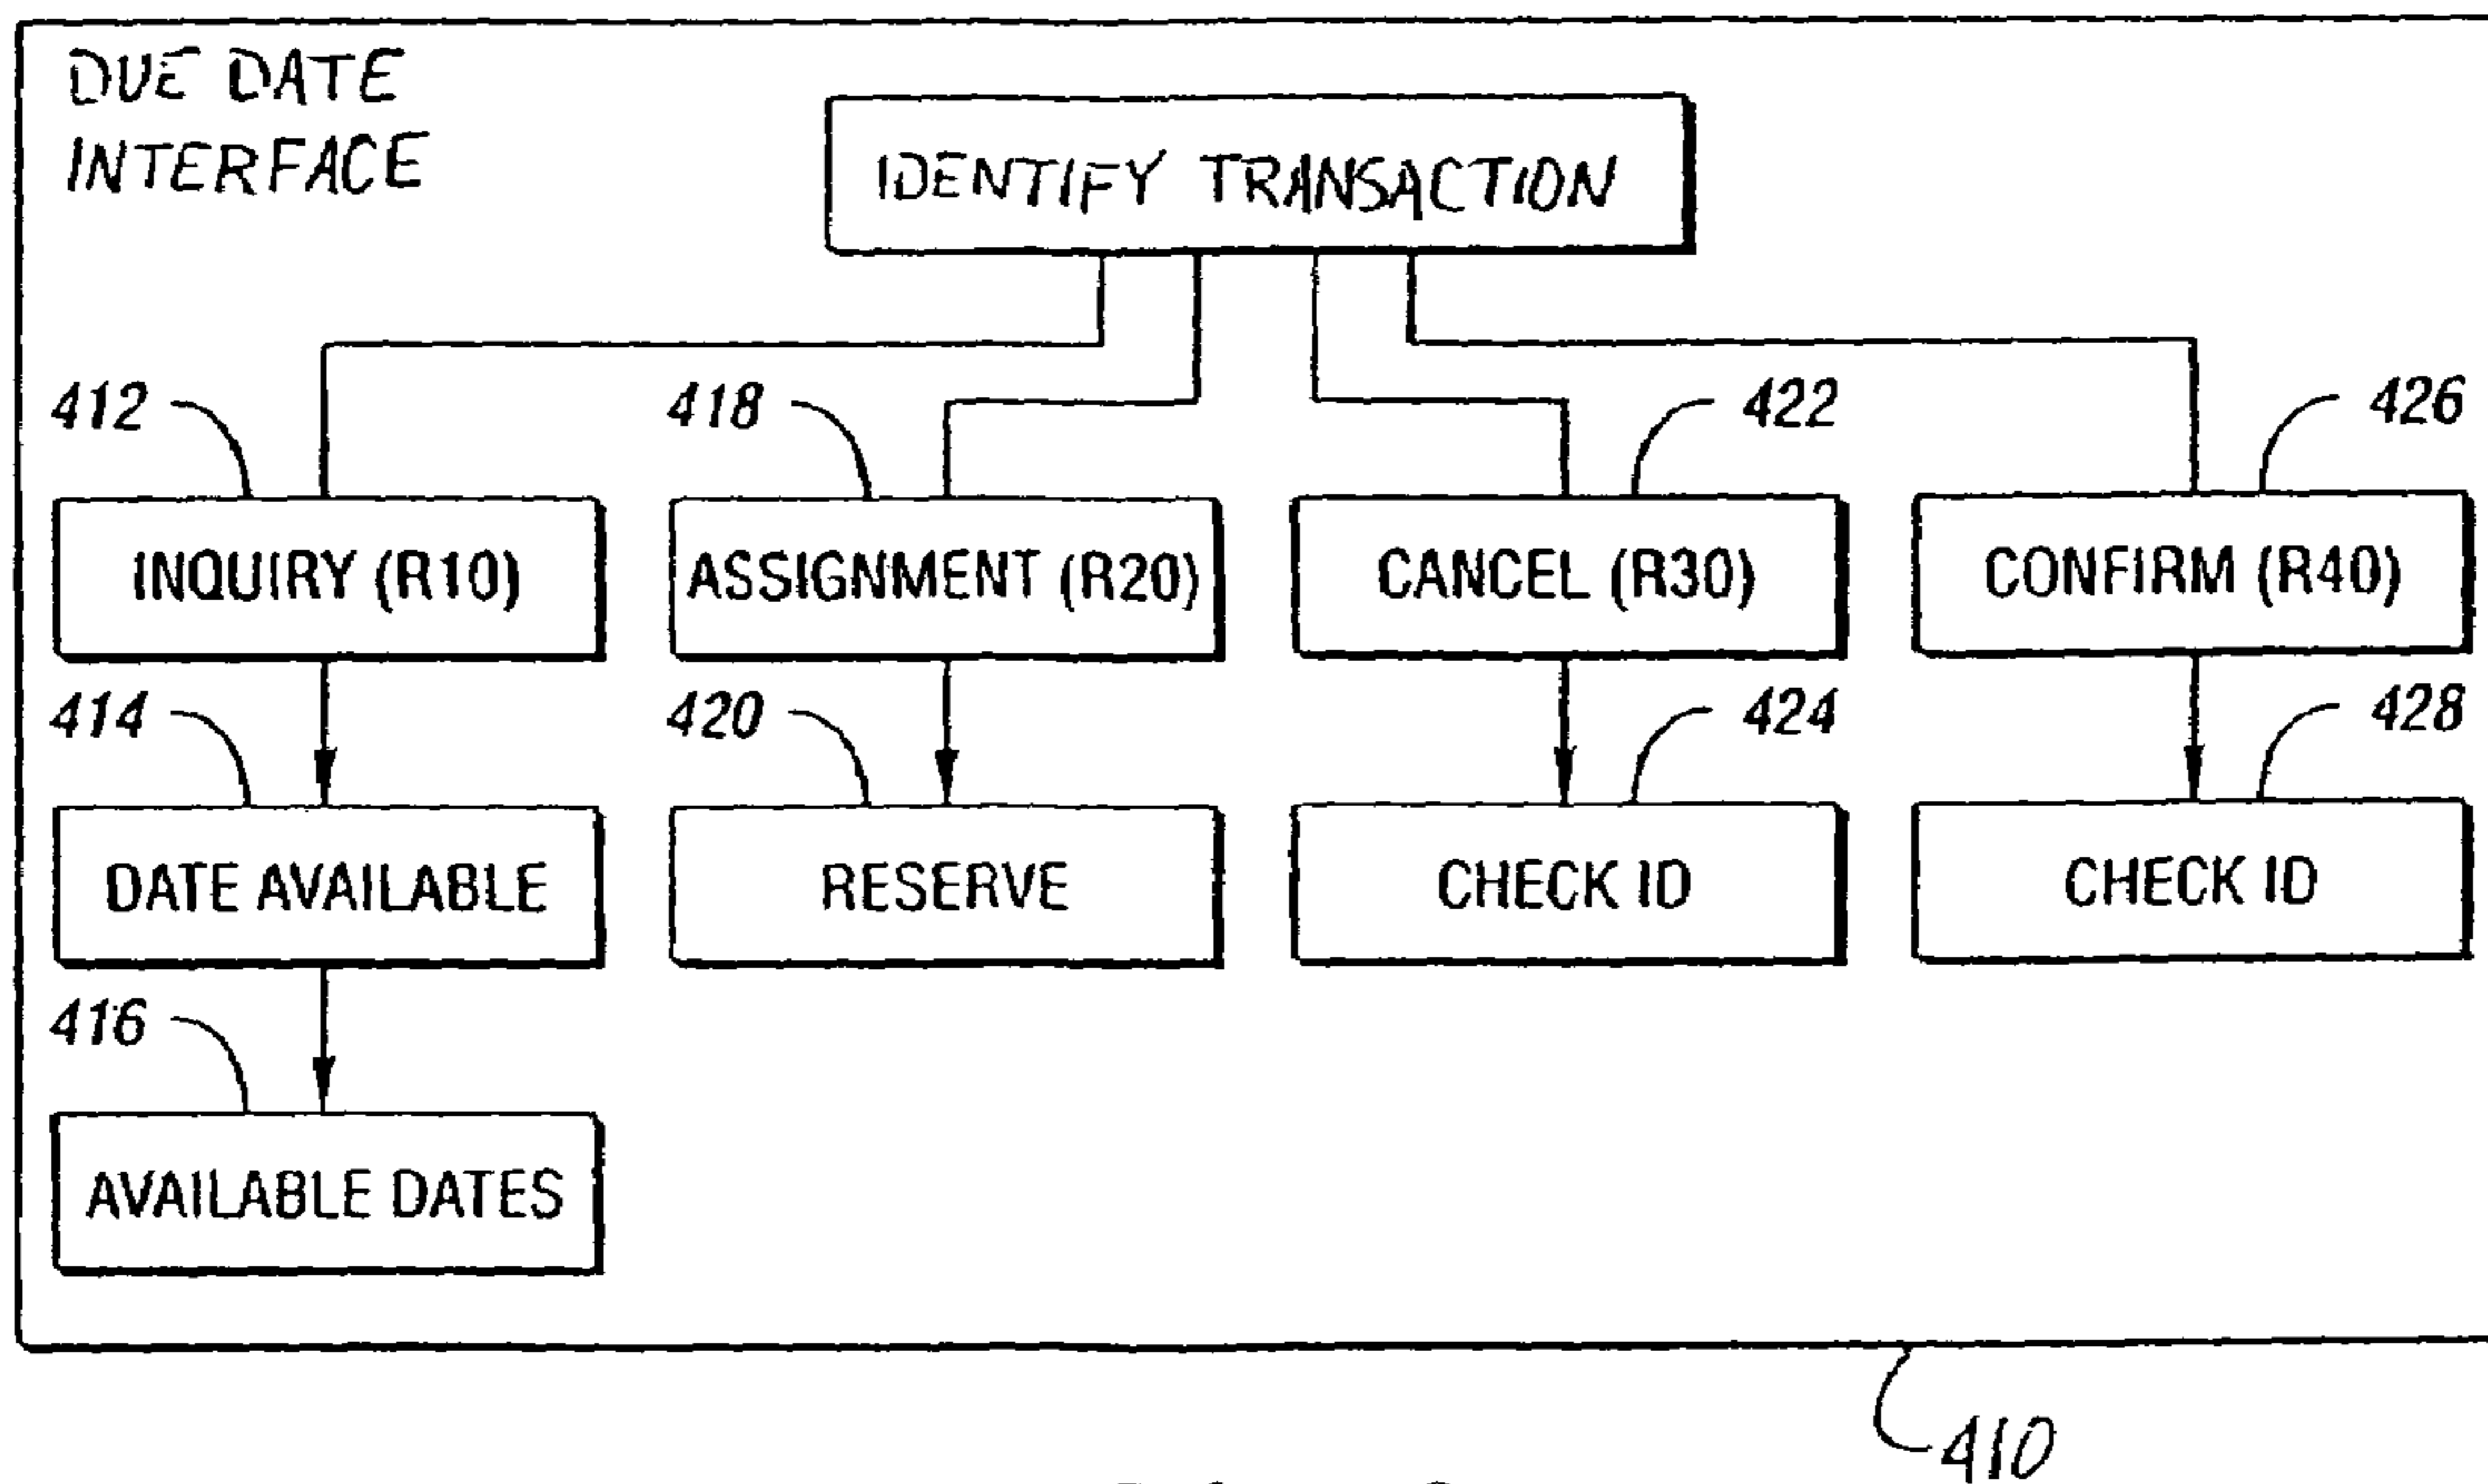 DUE DATE
INTERFACE
IDENTIFY TRANSACTION
412
418
422
426
INQUIRY (R10)
ASSIGNMENT (R20)
CANCEL (R30)
CONFIRM (R40)
414
420
424
428
DATE AVAILABLE
RESERVE
CHECK ID
CHECK ID
416
AVAILABLE DATES
410